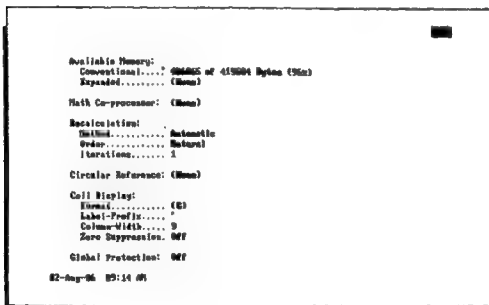 Available Memory:
Conventional..... of 419604 Bytes (96%)
Expanded......... (None)
Math Co-processor: (None)
Recalculation:
Method........... Automatic
Order............ Natural
Iterations....... 1
Circular Reference: (None)
Cell Display:
Format........... (G)
Label-Prefix..... '
Column-Width..... 9
Zero Suppression. Off
Global Protection: Off
02-Aug-86 09:14 AM